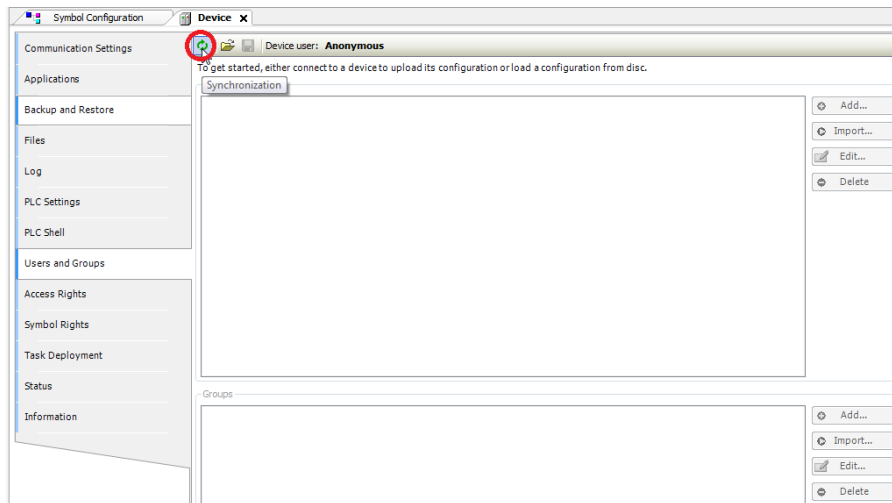 Symbol Configuration
Device
Communication Settings
Applications
Backup and Restore
Files
Log
PLC Settings
PLC Shell
Users and Groups
Access Rights
Symbol Rights
Task Deployment
Status
Information
Device user: Anonymous
To get started, either connect to a device to upload its configuration or load a configuration from disc.
Synchronization
Add...
Import...
Edit...
Delete
Groups
Add...
Import...
Edit...
Delete